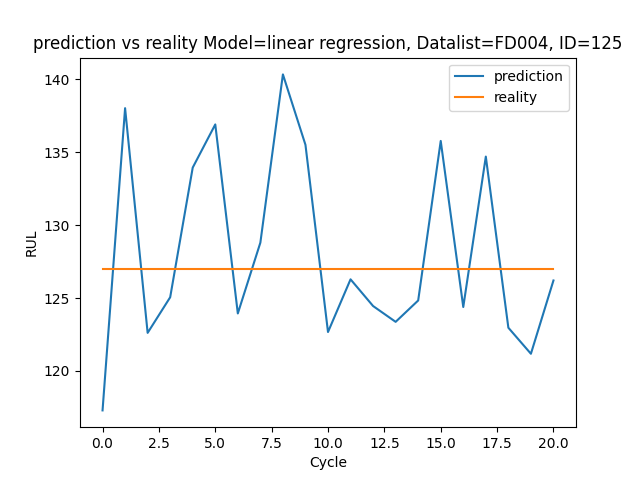 prediction vs reality Model=linear regression, Datalist=FD004, ID=125
prediction
reality
RUL
140
135
130
125
120
0.0 2.5 5.0 7.5 10.0 12.5 15.0 17.5 20.0
Cycle